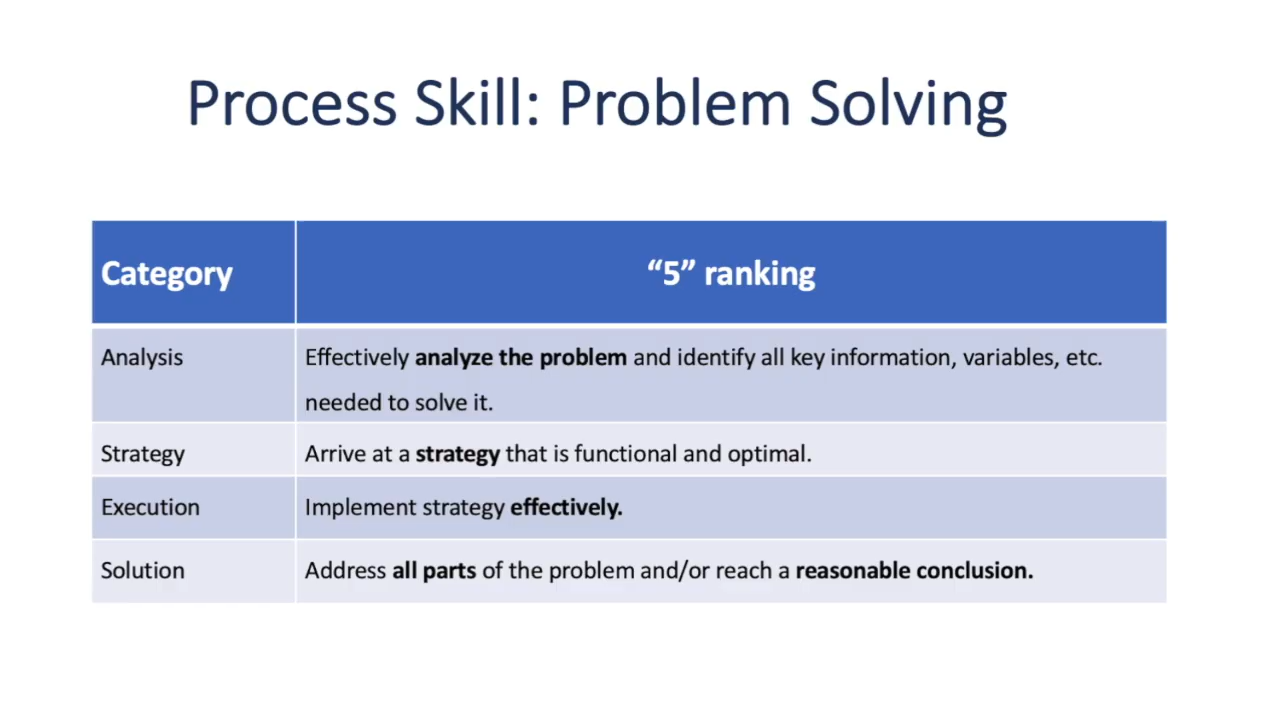 Process Skill: Problem Solving
Category
“5” ranking
Analysis
Effectively analyze the problem and identify all key information, variables, etc.
needed to solve it.
Strategy
Arrive at a strategy that is functional and optimal.
Execution
Implement strategy effectively.
Solution
Address all parts of the problem and/or reach a reasonable conclusion.